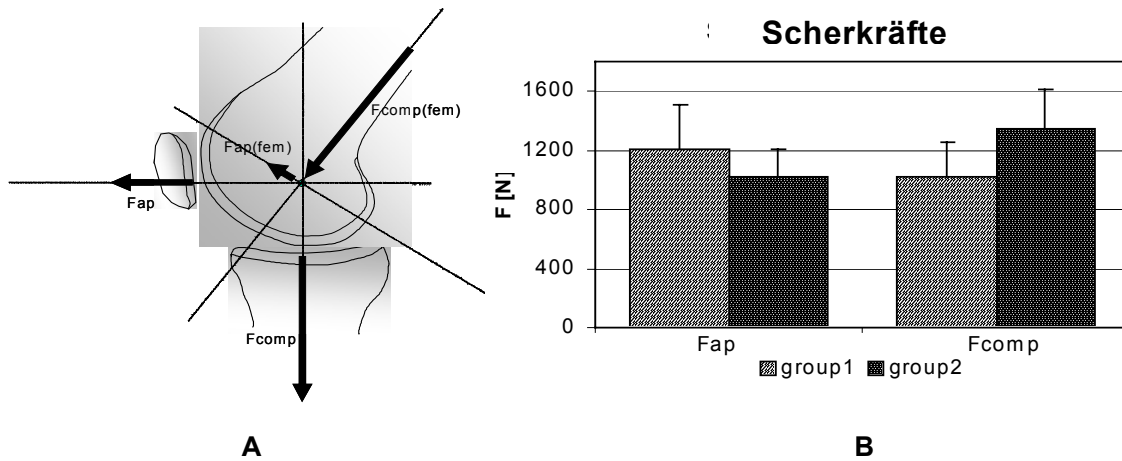 Fcomp(fem)
Fap(fem)
Fap
Fcomp
A
Scherkräfte
F [N]
1600
1200
800
400
0
Fap Fcomp
group1 group2
B